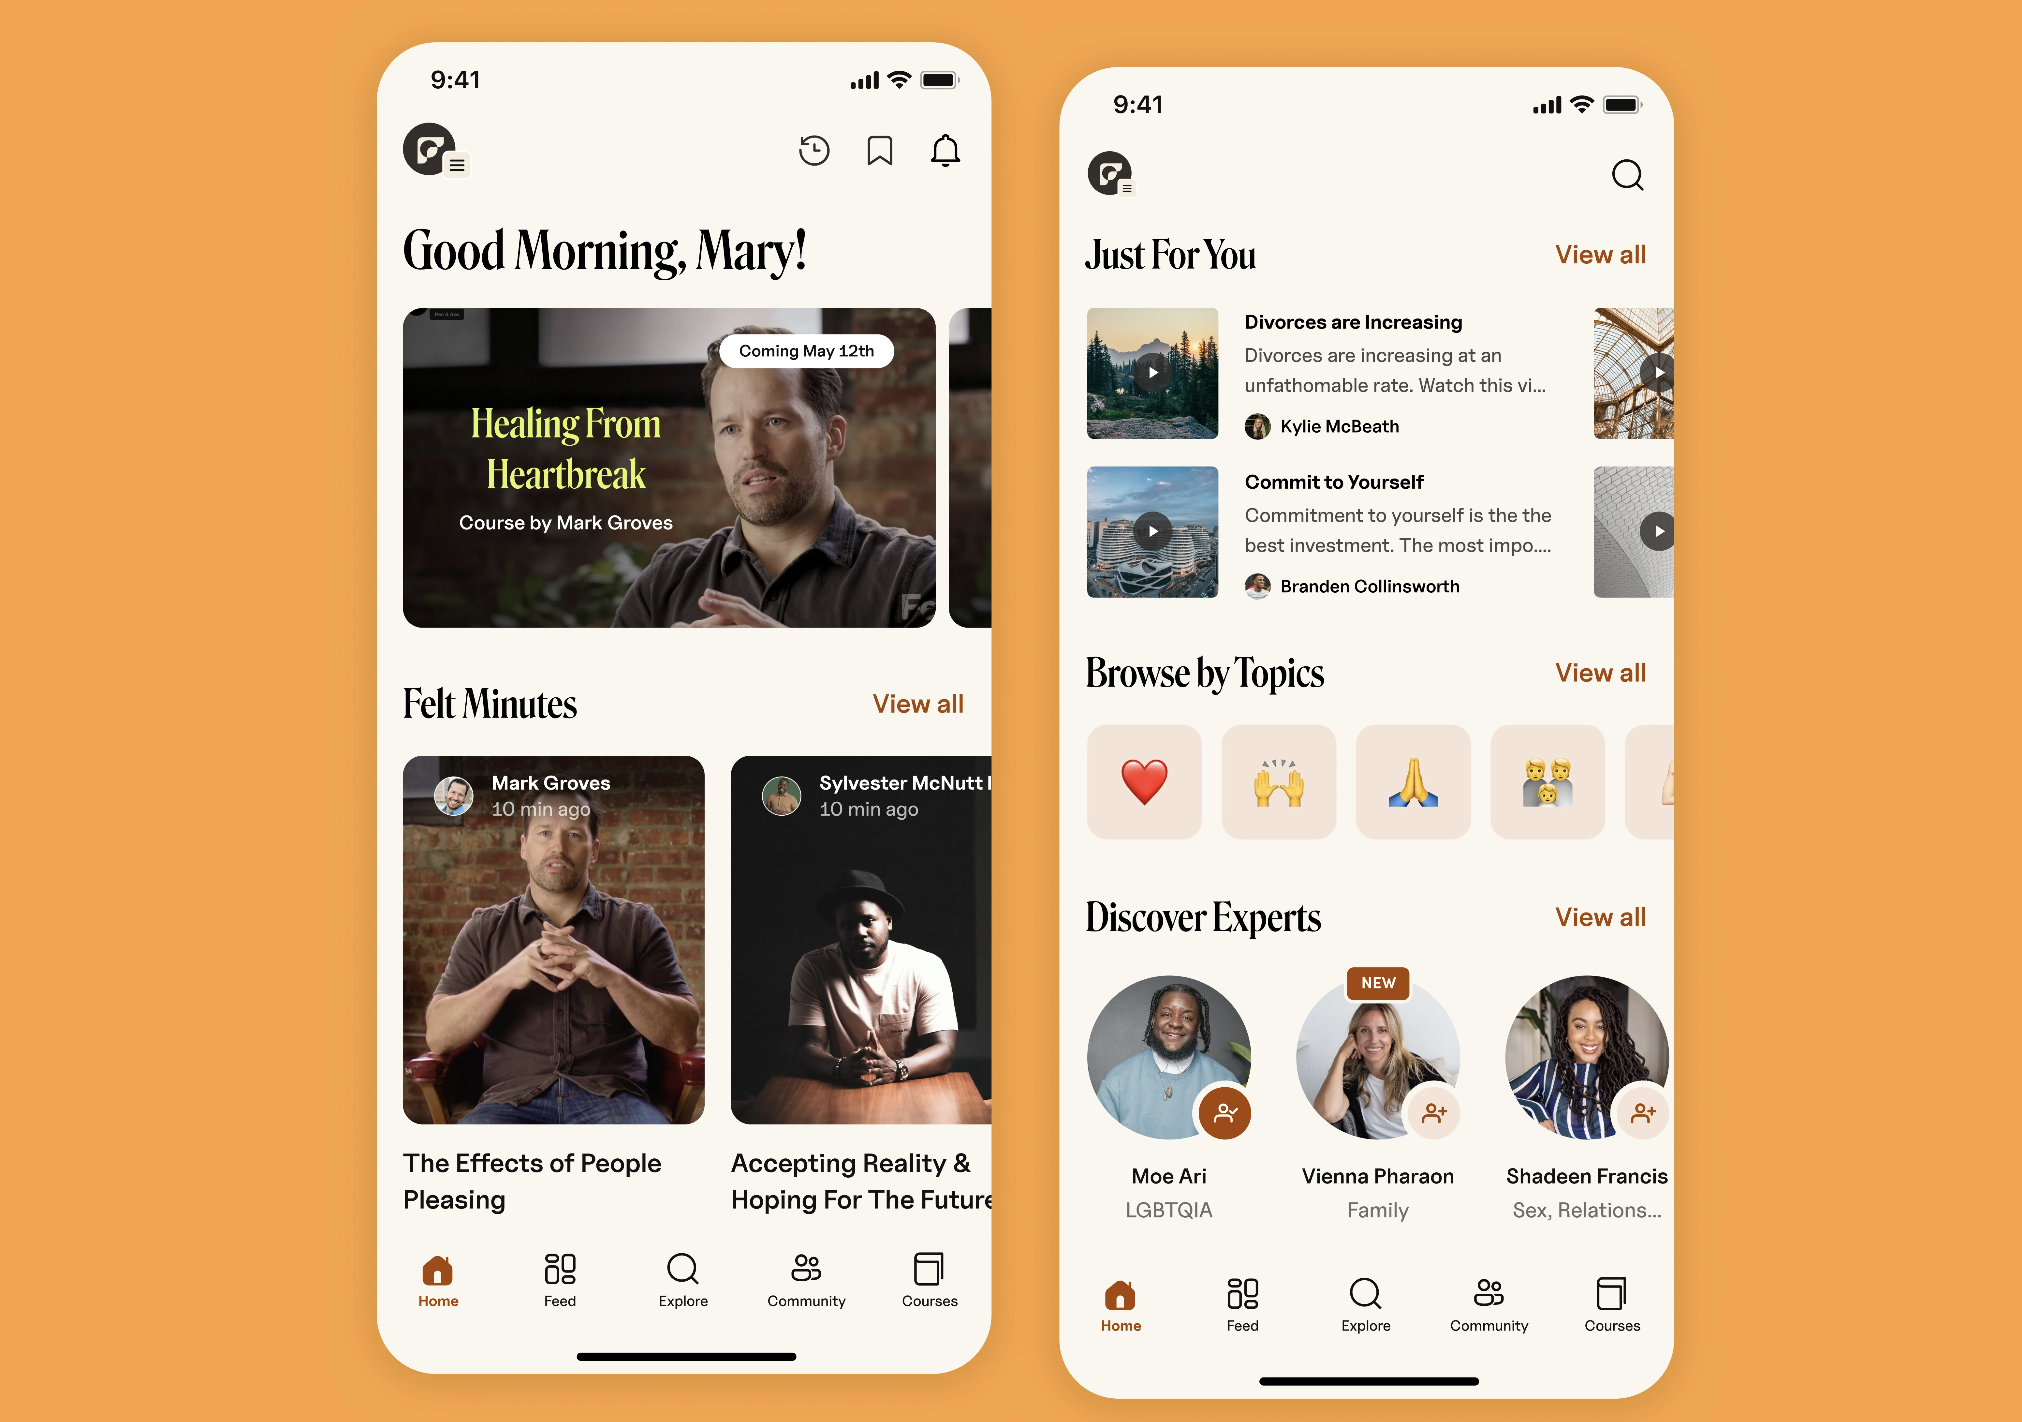 9:41
Good Morning, Mary!
Coming May 12th
Healing From
Heartbreak
Course by Mark Groves
Fe
Felt Minutes
View all
Mark Groves
10 min ago
Sylvester McNutt
10 min ago
The Effects of People
Pleasing
Accepting Reality &
Hoping For The Future
Home
Feed
Explore
Community
Courses
9:41
Just For You
View all
Divorces are Increasing
Divorces are increasing at an
unfathomable rate. Watch this vi...
Kylie McBeath
Commit to Yourself
Commitment to yourself is the the
best investment. The most impo....
Branden Collinsworth
Browse by Topics
View all
Discover Experts
View all
NEW
Moe Ari
Vienna Pharaon
Shadeen Francis
LGBTQIA
Family
Sex, Relations...
Home
Feed
Explore
Community
Courses